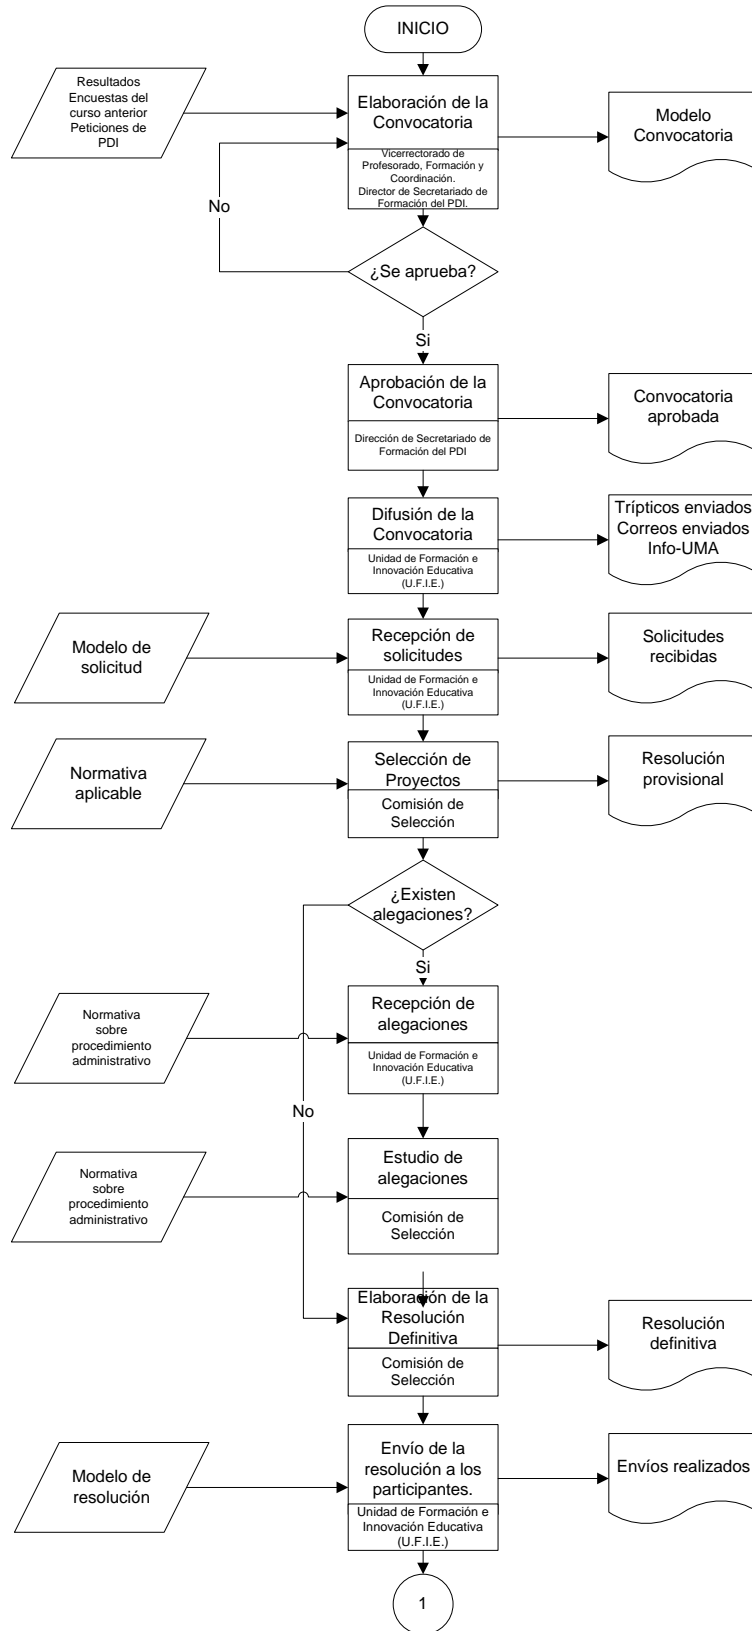 INICIO
Resultados
Encuestas del
curso anterior
Peticiones de
PDI
Elaboración de la
Convocatoria
Vicerrectorado de
Profesorado, Formación y
Coordinación.
Director de Secretariado de
Formación del PDI.
Modelo
Convocatoria
No
¿Se aprueba?
Si
Aprobación de la
Convocatoria
Dirección de Secretariado de
Formación del PDI
Convocatoria
aprobada
Difusión de la
Convocatoria
Unidad de Formación e
Innovación Educativa
(U.F.I.E.)
Trípticos enviados
Correos enviados
Info-UMA
Modelo de
solicitud
Recepción de
solicitudes
Unidad de Formación e
Innovación Educativa
(U.F.I.E.)
Solicitudes
recibidas
Normativa
aplicable
Selección de
Proyectos
Comisión de
Selección
Resolución
provisional
¿Existen
alegaciones?
Si
Normativa
sobre
procedimiento
administrativo
Recepción de
alegaciones
Unidad de Formación e
Innovación Educativa
(U.F.I.E.)
No
Normativa
sobre
procedimiento
administrativo
Estudio de
alegaciones
Comisión de
Selección
Elaboración de la
Resolución
Definitiva
Comisión de
Selección
Resolución
definitiva
Modelo de
resolución
Envío de la
resolución a los
participantes.
Unidad de Formación e
Innovación Educativa
(U.F.I.E.)
Envíos realizados
1